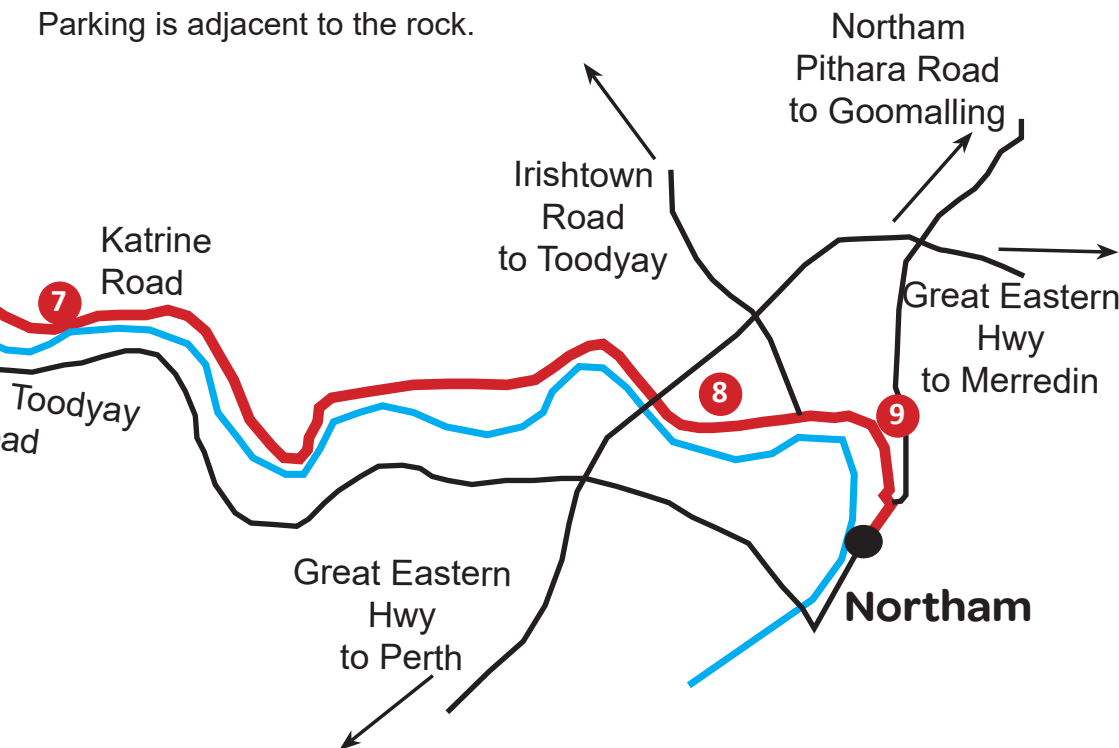 Parking is adjacent to the rock.
Northam
Pithara Road
to Goomalling
Irishtown
Road
to Toodyay
Katrine
Road
7
Great Eastern
Hwy
to Merredin
8
9
Toodyay
ad
Great Eastern
Hwy
to Perth
Northam